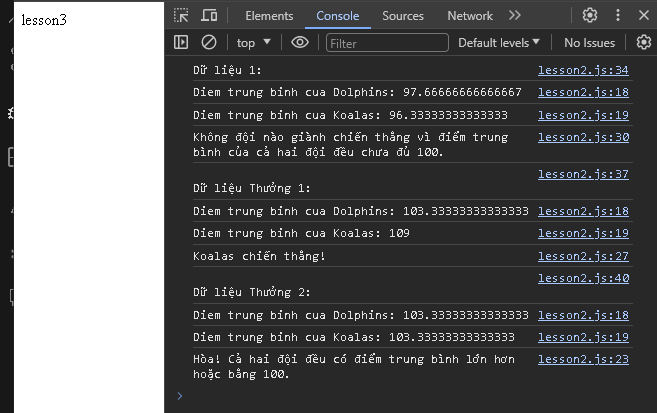 lesson3
Elements Console Sources Network
top Filter Default levels No Issues
Dữ liệu 1: lesson2.js:34
Diem trung binh cua Dolphins: 97.66666666666667 lesson2.js:18
Diem trung binh cua Koalas: 96.33333333333333 lesson2.js:19
Không đội nào giành chiến thắng vì điểm trung lesson2.js:30
bình của cả hai đội đều chưa đủ 100.
lesson2.js:37
Dữ liệu Thưởng 1:
Diem trung binh cua Dolphins: 103.33333333333333 lesson2.js:18
Diem trung binh cua Koalas: 109 lesson2.js:19
Koalas chiến thắng! lesson2.js:27
lesson2.js:40
Dữ liệu Thưởng 2:
Diem trung binh cua Dolphins: 103.33333333333333 lesson2.js:18
Diem trung binh cua Koalas: 103.33333333333333 lesson2.js:19
Hòa! Cả hai đội đều có điểm trung bình lớn hơn lesson2.js:23
hoặc bằng 100.